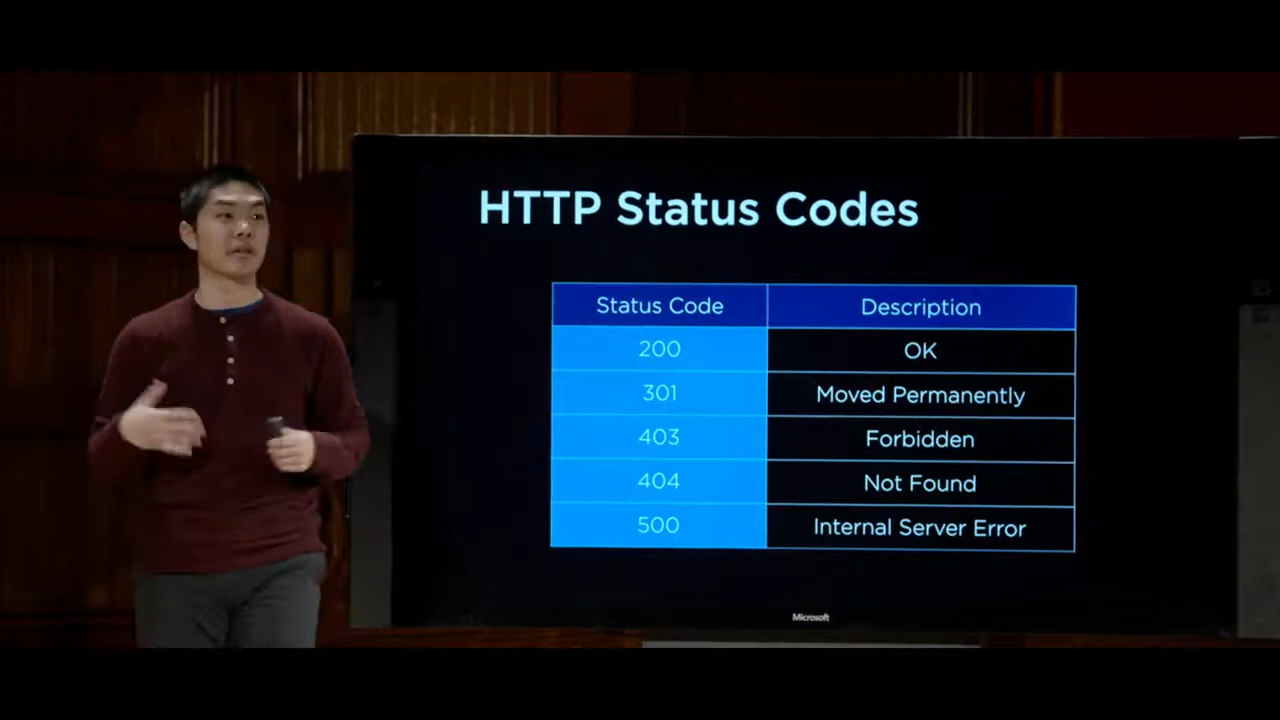 HTTP Status Codes
Status Code Description
200 OK
301 Moved Permanently
403 Forbidden
404 Not Found
500 Internal Server Error
Microsoft